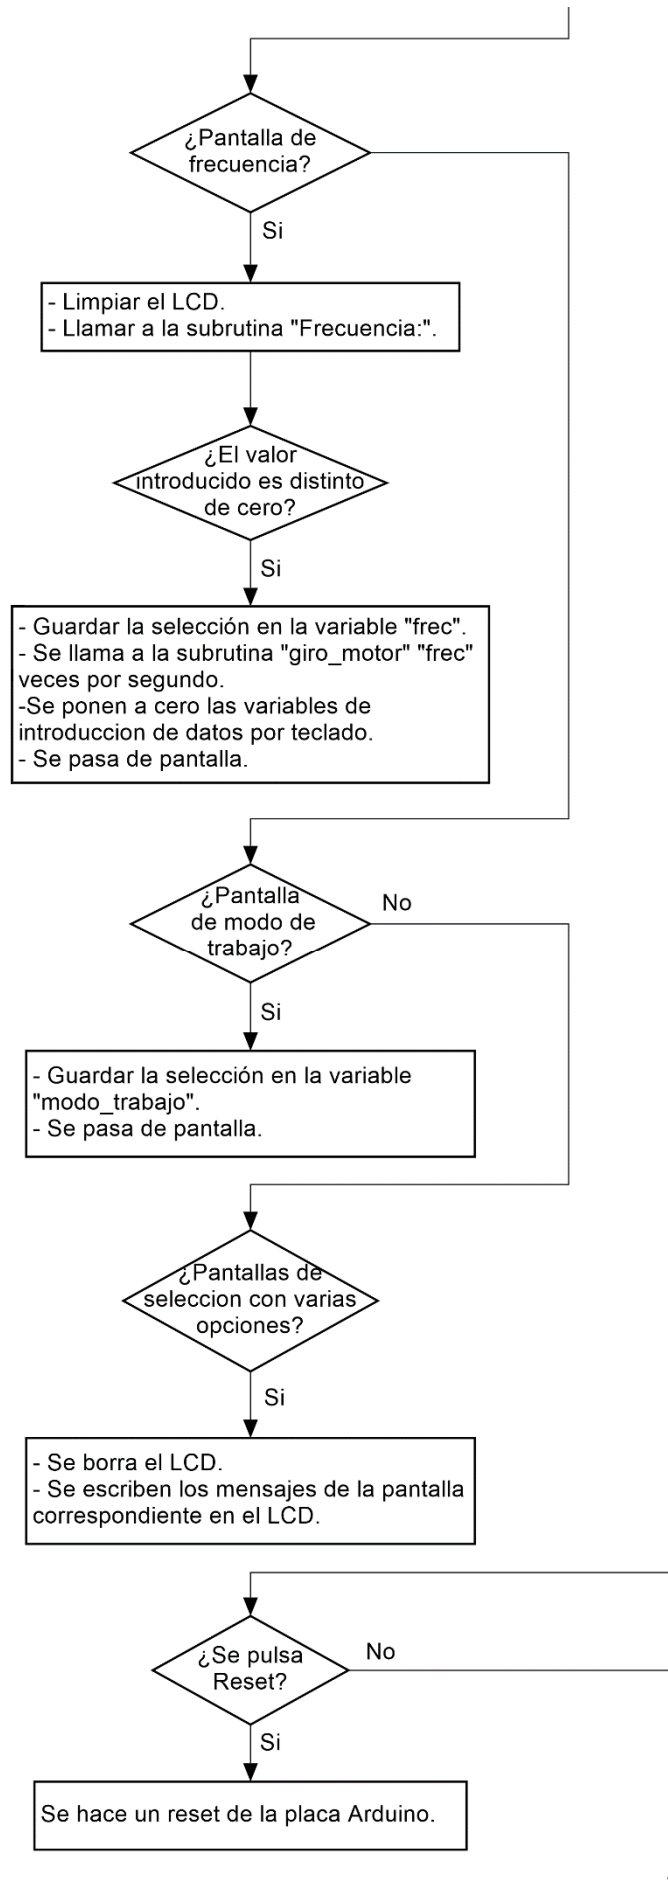 ¿Pantalla de
frecuencia?
Si
- Limpiar el LCD.
- Llamar a la subrutina "Frecuencia:".
¿El valor
introducido es distinto
de cero?
Si
- Guardar la selección en la variable "frec".
- Se llama a la subrutina "giro_motor" "frec"
veces por segundo.
-Se ponen a cero las variables de
introduccion de datos por teclado.
- Se pasa de pantalla.
¿Pantalla
de modo de
trabajo?
No
Si
- Guardar la selección en la variable
"modo_trabajo".
- Se pasa de pantalla.
¿Pantallas de
seleccion con varias
opciones?
Si
- Se borra el LCD.
- Se escriben los mensajes de la pantalla
correspondiente en el LCD.
¿Se pulsa
Reset?
No
Si
Se hace un reset de la placa Arduino.